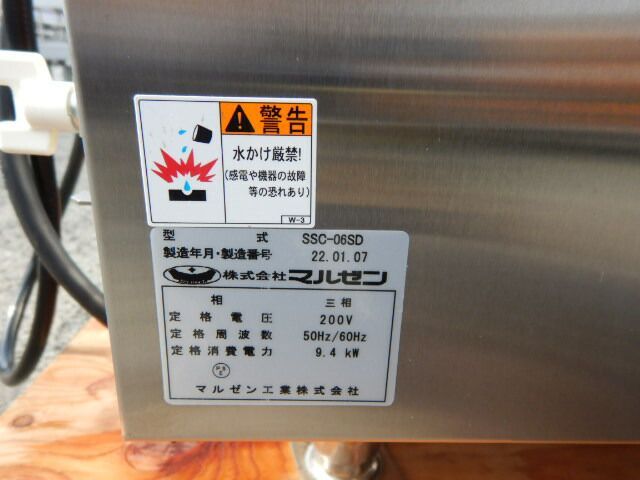 警告
水かけ厳禁!
(感電や機器の故障
等の恐れあり)
W-3
型式 SSC-06SD
製造年月・製造番号 22.01.07
株式会社マルゼン
相 三相
定格電圧 200V
定格周波数 50Hz/60Hz
定格消費電力 9.4 kW
マルゼン工業株式会社